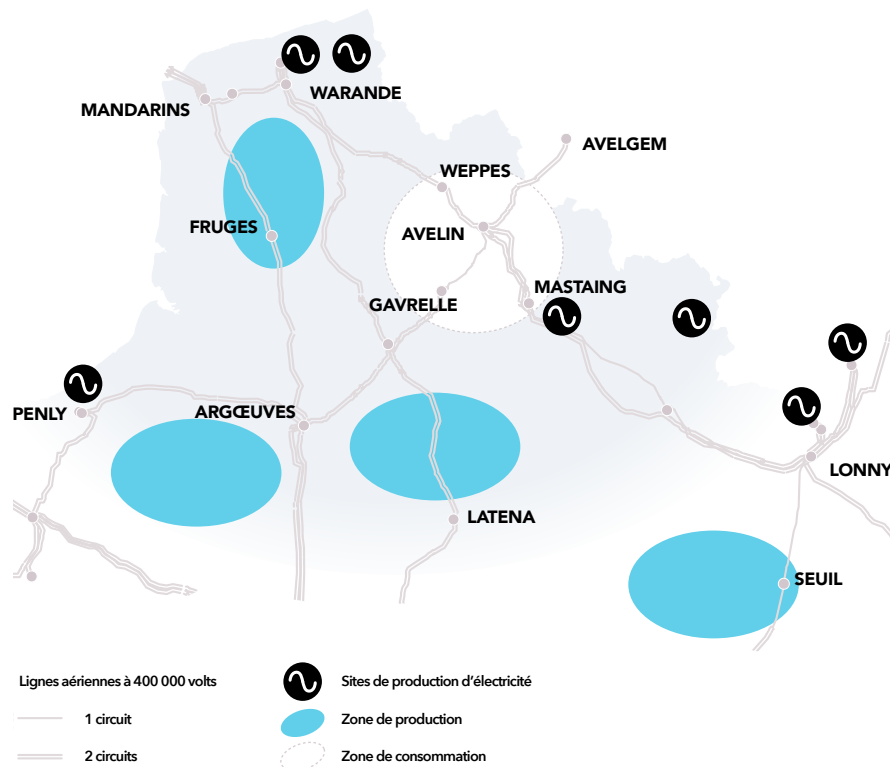 WARANDE
MANDARINS
AVELGEM
WEPPES
FRUGES
AVELIN
MASTAING
GAVRELLE
PENLY
ARGŒUVES
LONNY
LATENA
SEUIL
Lignes aériennes à 400 000 volts
1 circuit
2 circuits
Sites de production d'électricité
Zone de production
Zone de consommation